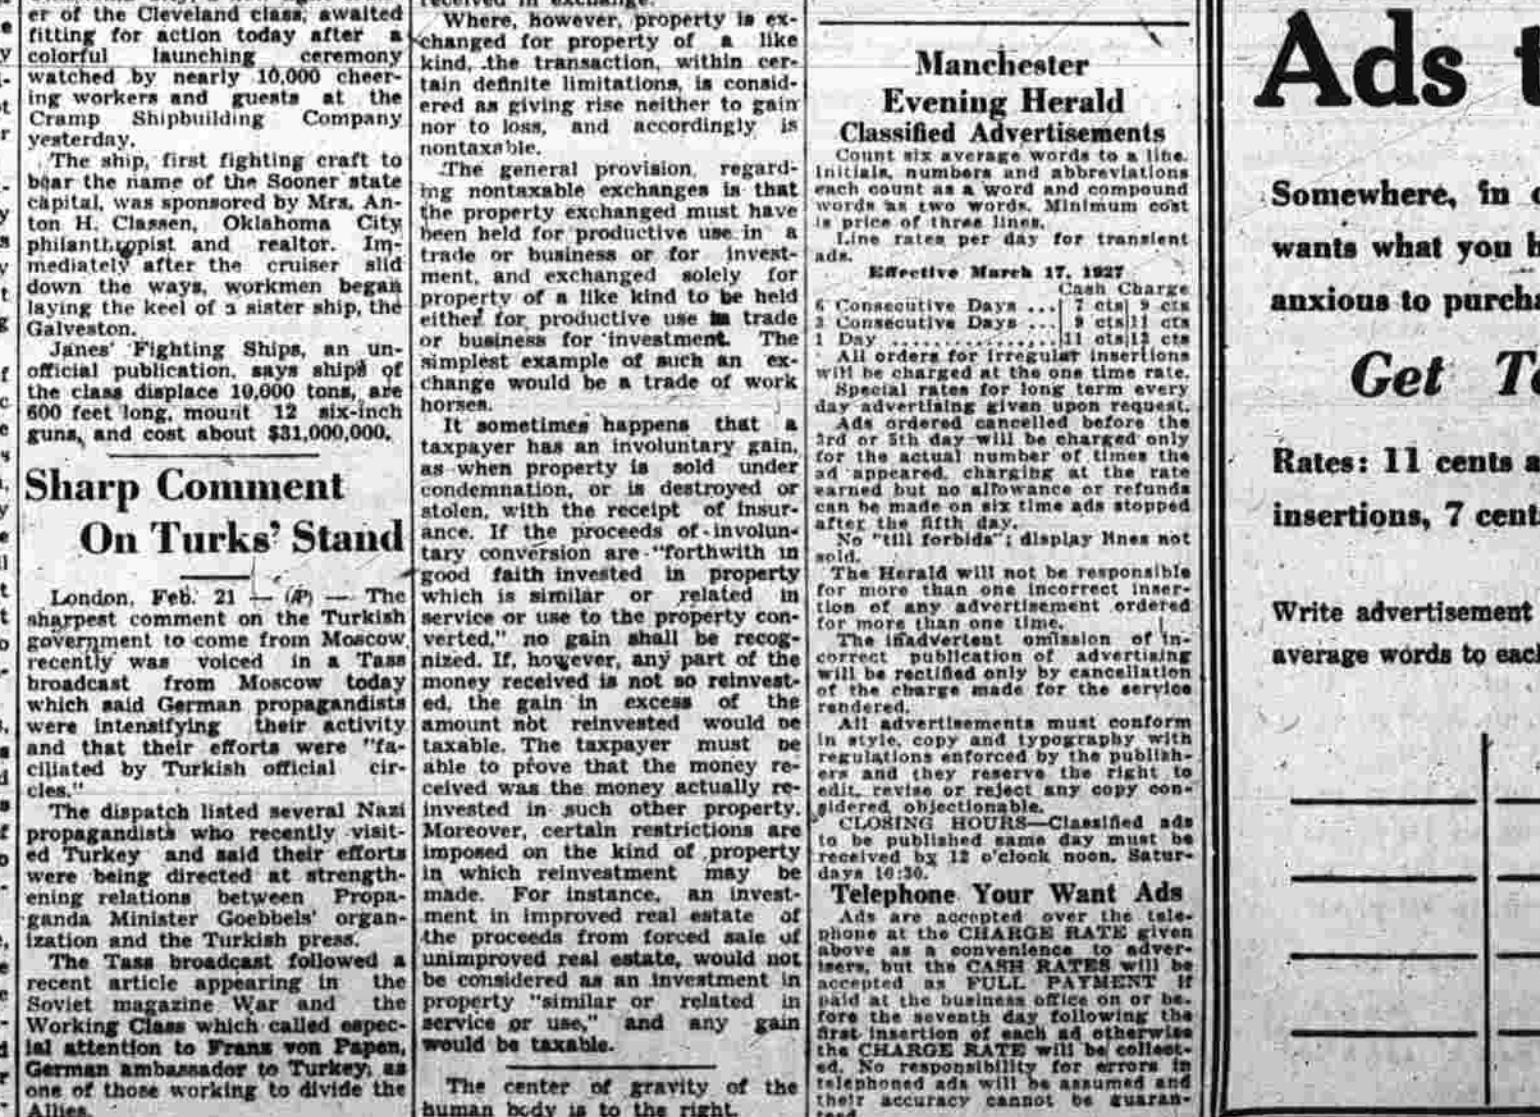 er of the Cleveland class, awaited
fitting for action today after a
colorful launching ceremony
watched by nearly 10,000 cheer-
ing workers and guests at the
Cramp Shipbuilding Company
yesterday.
The ship, first fighting craft to
bear the name of the Sooner state
capital, was sponsored by Mrs. An-
ton H. Classen, Oklahoma City
philanthropist and realtor. Im-
mediately after the cruiser slid
down the ways, workmen began
laying the keel of a sister ship, the
Galveston.
Janes' Fighting Ships, an un-
official publication, says ships of
the class displace 10,000 tons, are
600 feet long, mount 12 six-inch
guns, and cost about $31,000,000.
Sharp Comment
On Turks' Stand
London, Feb. 21 — (AP) — The
sharpest comment on the Turkish
government to come from Moscow
recently was voiced in a Tass
broadcast from Moscow today
which said German propagandists
were intensifying their activity
and that their efforts were "fa-
ciliated by Turkish official cir-
cles."
The dispatch listed several Nazi
propagandists who recently visit-
ed Turkey and said their efforts
were being directed at strength-
ening relations between Propa-
ganda Minister Goebbels' organ-
ization and the Turkish press.
The Tass broadcast followed a
recent article appearing in the
Soviet magazine War and the
Working Class which called espec-
ial attention to Frans von Papen,
German ambassador to Turkey, as
one of those working to divide the
Allies.
received in exchange.
Where, however, property is ex-
changed for property of a like
kind, the transaction, within cer-
tain definite limitations, is consid-
ered as giving rise neither to gain
nor to loss, and accordingly is
nontaxable.
The general provision regard-
ing nontaxable exchanges is that
the property exchanged must have
been held for productive use in a
trade or business or for invest-
ment, and exchanged solely for
property of a like kind to be held
either for productive use in trade
or business for investment. The
simplest example of such an ex-
change would be a trade of work
horses.
It sometimes happens that a
taxpayer has an involuntary gain,
as when property is sold under
condemnation, or is destroyed or
stolen, with the receipt of insur-
ance. If the proceeds of involun-
tary conversion are "forthwith in
good faith invested in property
which is similar or related in
service or use to the property con-
verted," no gain shall be recog-
nized. If, however, any part of the
money received is not so reinvest-
ed, the gain in excess of the
amount not reinvested would be
taxable. The taxpayer must be
able to prove that the money re-
ceived was the money actually re-
invested in such other property.
Moreover, certain restrictions are
imposed on the kind of property
in which reinvestment may be
made. For instance, an invest-
ment in improved real estate of
the proceeds from forced sale of
unimproved real estate, would not
be considered as an investment in
property "similar or related in
service or use," and any gain
would be taxable.
The center of gravity of the
human body is to the right.
Manchester
Evening Herald
Classified Advertisements
Count six average words to a line.
Initials, numbers and abbreviations
each count as a word and compound
words as two words. Minimum cost
is price of three lines.
Line rates per day for transient
ads.
Effective March 17, 1927
Cash Charge
6 Consecutive Days ... 7 cts 9 cts
3 Consecutive Days ... 9 cts 11 cts
1 Day .............. 11 cts 13 cts
All orders for irregular insertions
will be charged at the one time rate.
Special rates for long term every
day advertising given upon request.
Ads ordered cancelled before the
3rd or 5th day will be charged only
for the actual number of times the
ad appeared, charging at the rate
earned but no allowance or refunds
can be made on six time ads stopped
after the fifth day.
No "till forbids"; display lines not
sold.
The Herald will not be responsible
for more than one incorrect inser-
tion of any advertisement ordered
for more than one time.
The inadvertent omission of in-
correct publication of advertising
will be rectified only by cancellation
of the charge made for the service
rendered.
All advertisements must conform
in style, copy and typography with
regulations enforced by the publish-
ers and they reserve the right to
edit, revise or reject any copy con-
sidered objectionable.
CLOSING HOURS—Classified ads
to be published same day must be
received by 12 o'clock noon. Satur-
days 10:30.
Telephone Your Want Ads
Ads are accepted over the tele-
phone at the CHARGE RATE given
above as a convenience to adver-
tisers, but the CASH RATES will be
accepted as FULL PAYMENT if
paid at the business office on or be-
fore the seventh day following the
first insertion of each ad otherwise
the CHARGE RATE will be collect-
ed. No responsibility for errors in
telephoned ads will be assumed and
their accuracy cannot be guaran-
teed.
Ads t
Somewhere, in
wants what you
anxious to purch
Get To
Rates: 11 cents a
insertions, 7 cent
Write advertisement
average words to eac